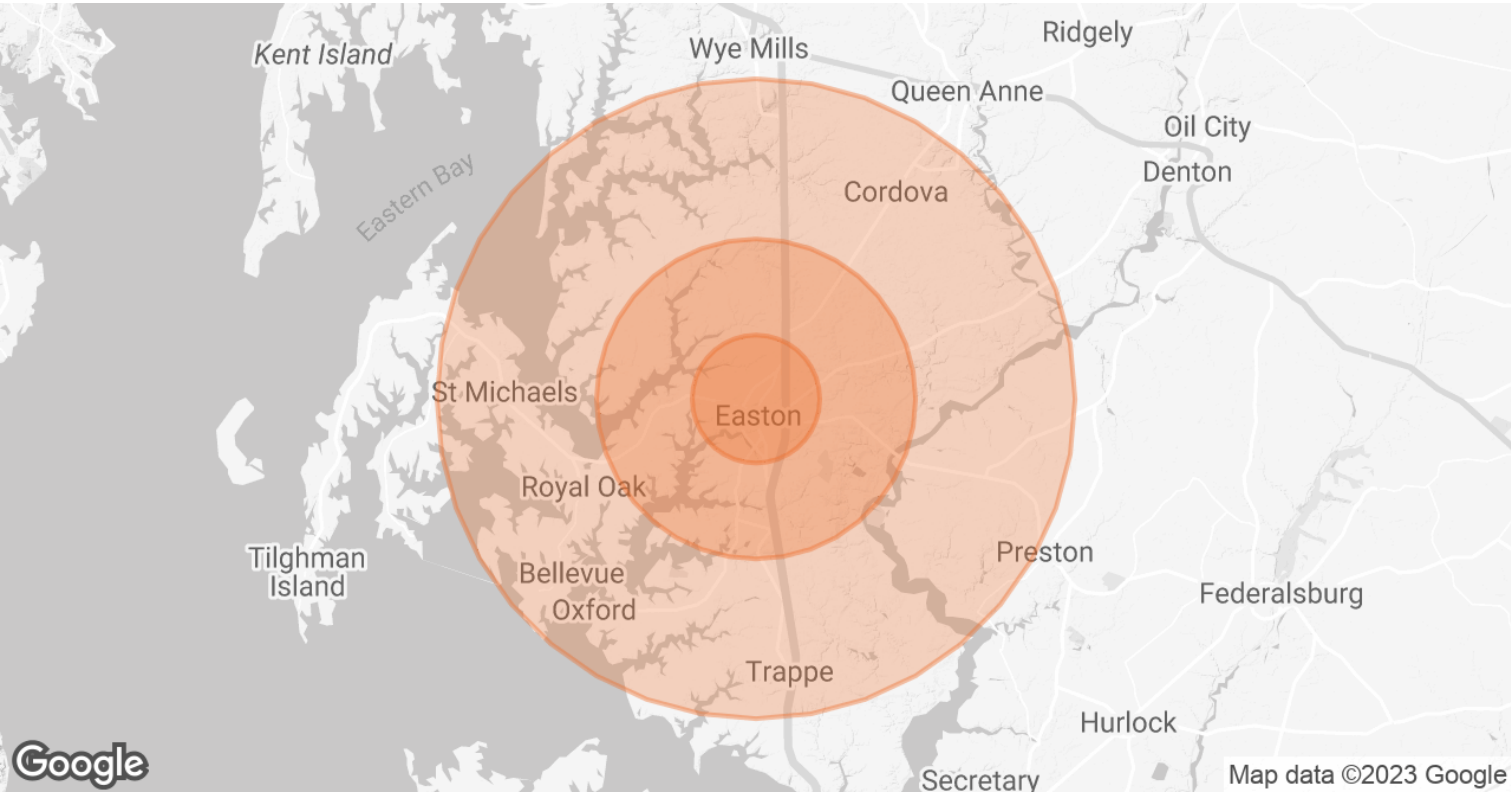 Ridgely
Wye Mills
Kent Island
Queen Anne
Oil City
Denton
Cordova
Eastern Bay
St Michaels
Easton
Royal Oak
Preston
Tilghman
Island
Bellevue
Federalsburg
Oxford
Trappe
Hurlock
Google
Map data ©2023 Google
Secretary